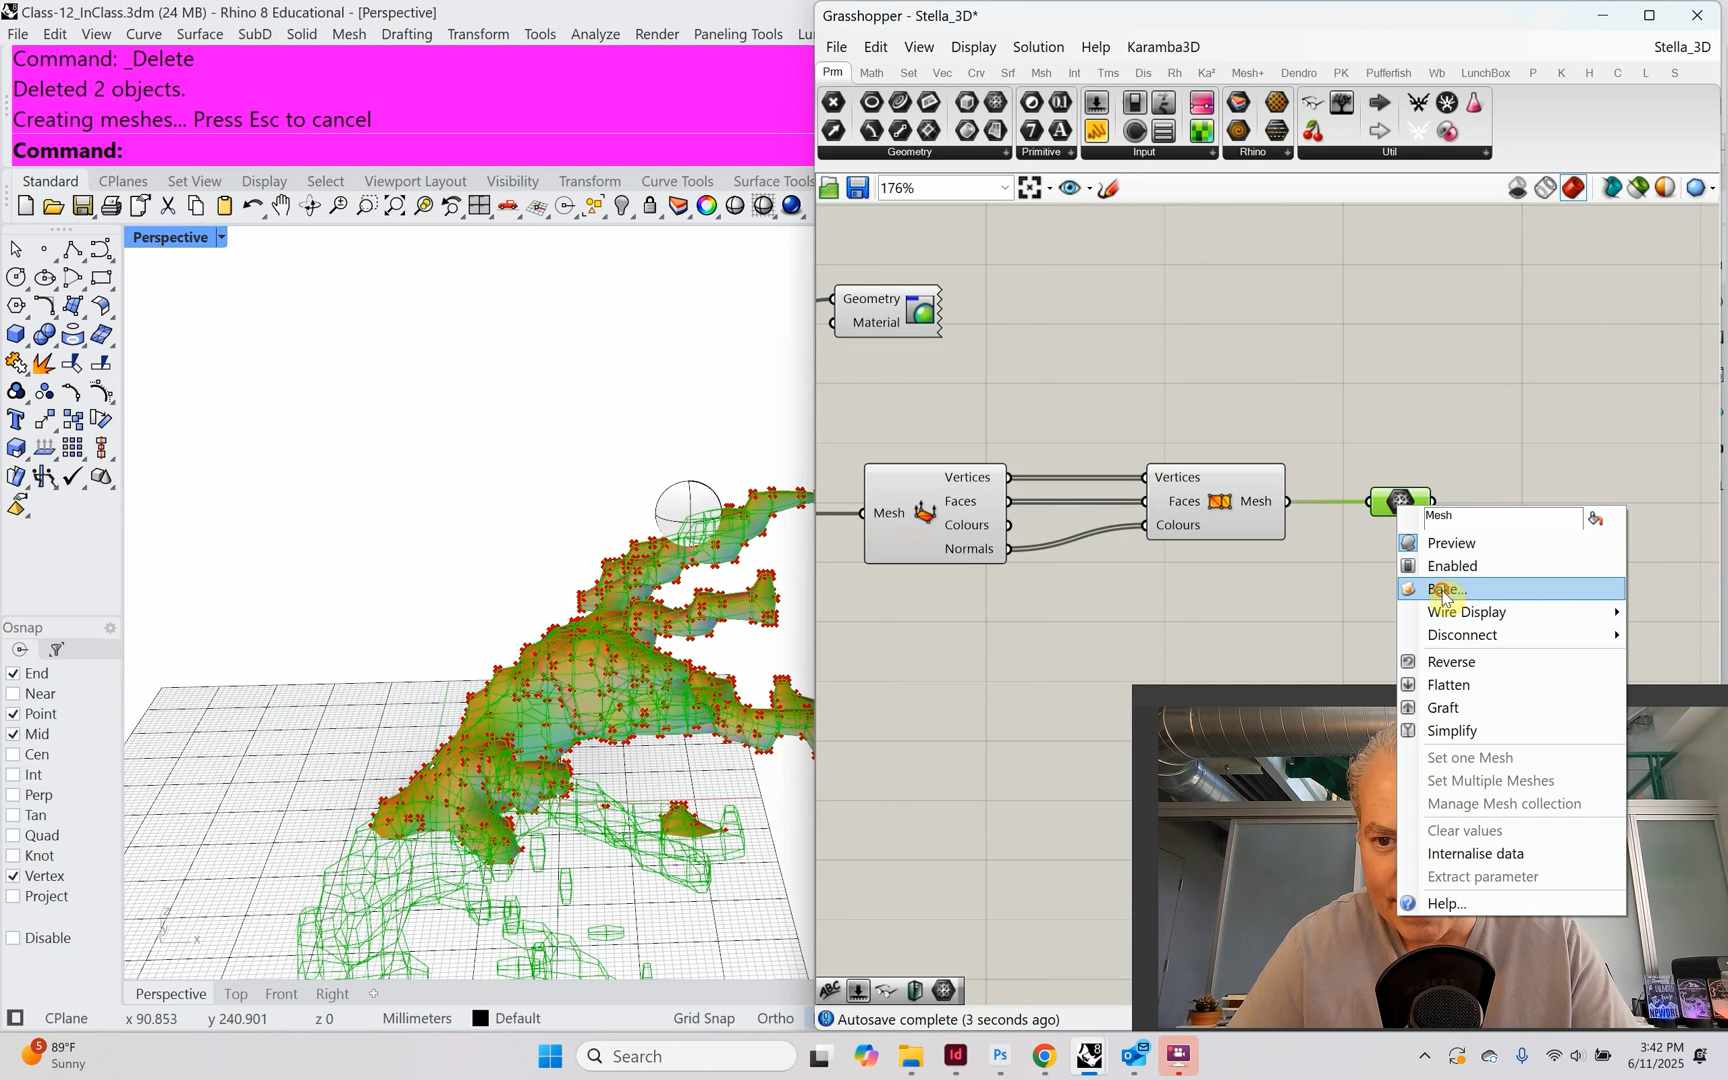 Class-12_InClass.3dm (24 MB) - Rhino 8 Educational - [Perspective]
File Edit View Curve Surface SubD Solid Mesh Drafting Transform Tools Analyze Render Paneling Tools
Command: _Delete
Deleted 2 objects.
Creating meshes... Press Esc to cancel
Command:
Standard CPlanes Set View Display Select Viewport Layout Visibility Transform Curve Tools Surface Tools
Perspective
Osnap
End
Near
Point
Mid
Cen
Int
Perp
Tan
Quad
Knot
Vertex
Project
Disable
x
Perspective Top Front Right
CPlane x 90.853 y 240.901 z 0 Millimeters Default Grid Snap Ortho
Grasshopper - Stella_3D*
File Edit View Display Solution Help Karamba3D Stella_3D
Prm Math Set Vec Crv Srf Msh Int Trns Dis Rh Ka² Mesh+ Dendro PK Pufferfish Wb LunchBox P K H C L S
Geometry Primitive Input Rhino Util
176%
Geometry
Material
Mesh
Vertices
Faces
Colours
Normals
Vertices
Faces
Colours
Mesh
Mesh
Preview
Enabled
Bake...
Wire Display
Disconnect
Reverse
Flatten
Graft
Simplify
Set one Mesh
Set Multiple Meshes
Manage Mesh collection
Clear values
Internalise data
Extract parameter
Help...
Autosave complete (3 seconds ago)
5 89°F
Sunny
Search
3:42 PM
6/11/2025